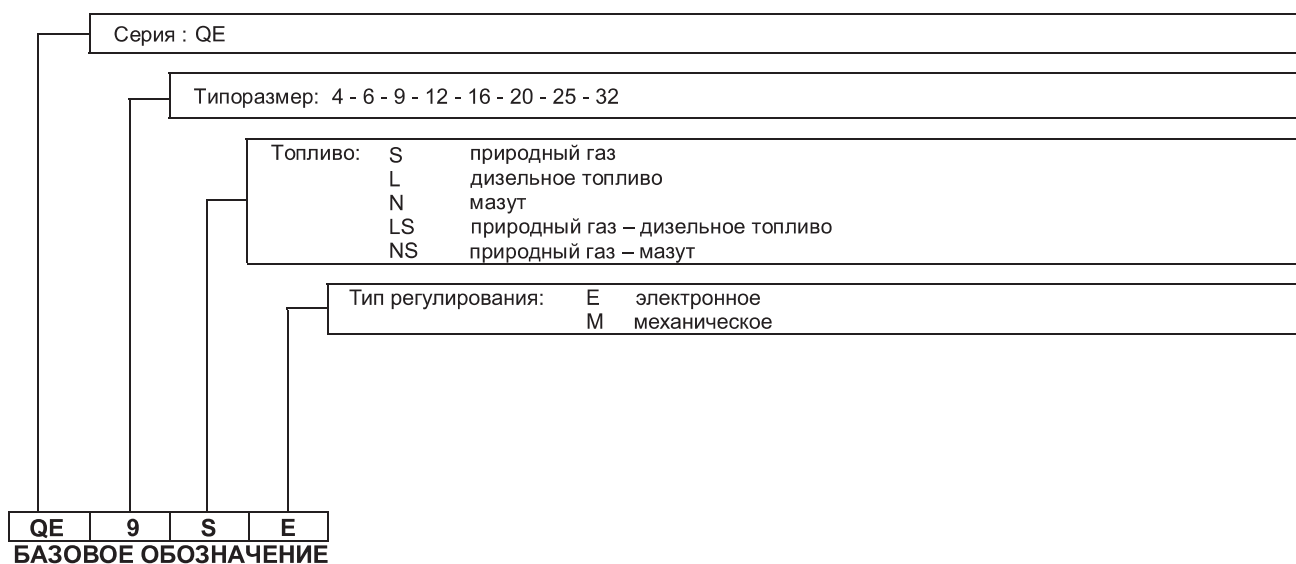 Серия : QE
Типоразмер: 4 - 6 - 9 - 12 - 16 - 20 - 25 - 32
Топливо: S природный газ
L дизельное топливо
N мазут
LS природный газ – дизельное топливо
NS природный газ – мазут
Тип регулирования: E электронное
M механическое
QE 9 S E
БАЗОВОЕ ОБОЗНАЧЕНИЕ